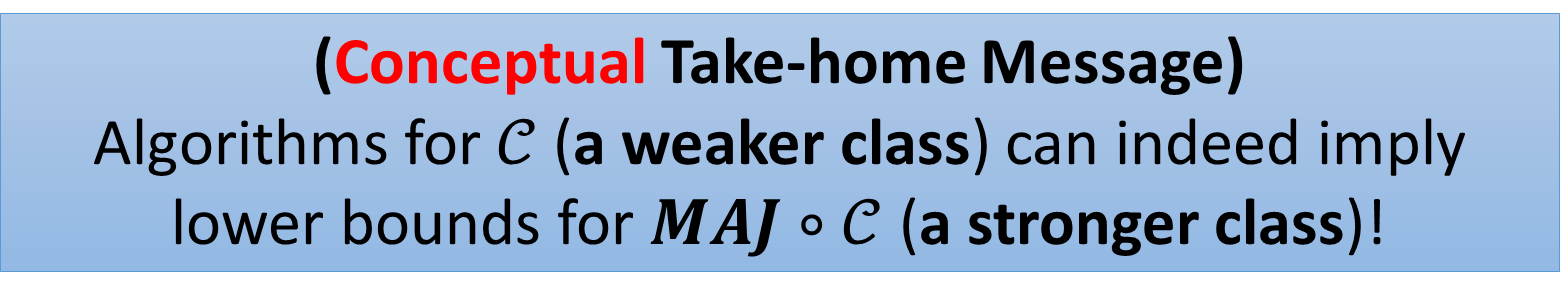 (Conceptual Take-home Message)
Algorithms for 𝒞 (a weaker class) can indeed imply
lower bounds for 𝑴𝑨𝑱 ∘ 𝒞 (a stronger class)!